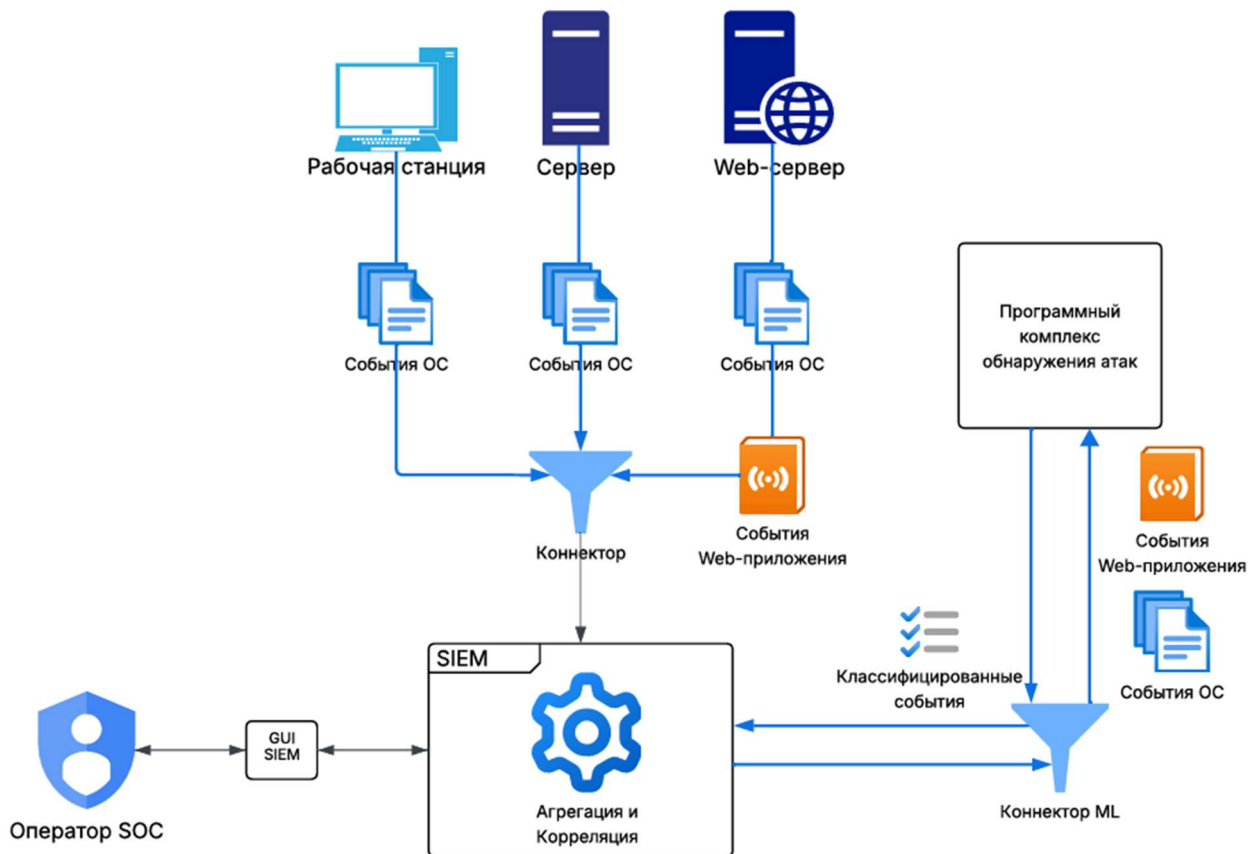 Рабочая станция
Сервер
Web-сервер
События ОС
События ОС
События ОС
Программный
комплекс
обнаружения атак
Коннектор
События
Web-приложения
События
Web-приложения
События ОС
Классифицированные
события
SIEM
GUI
SIEM
Агрегация и
Корреляция
Оператор SOC
Коннектор ML